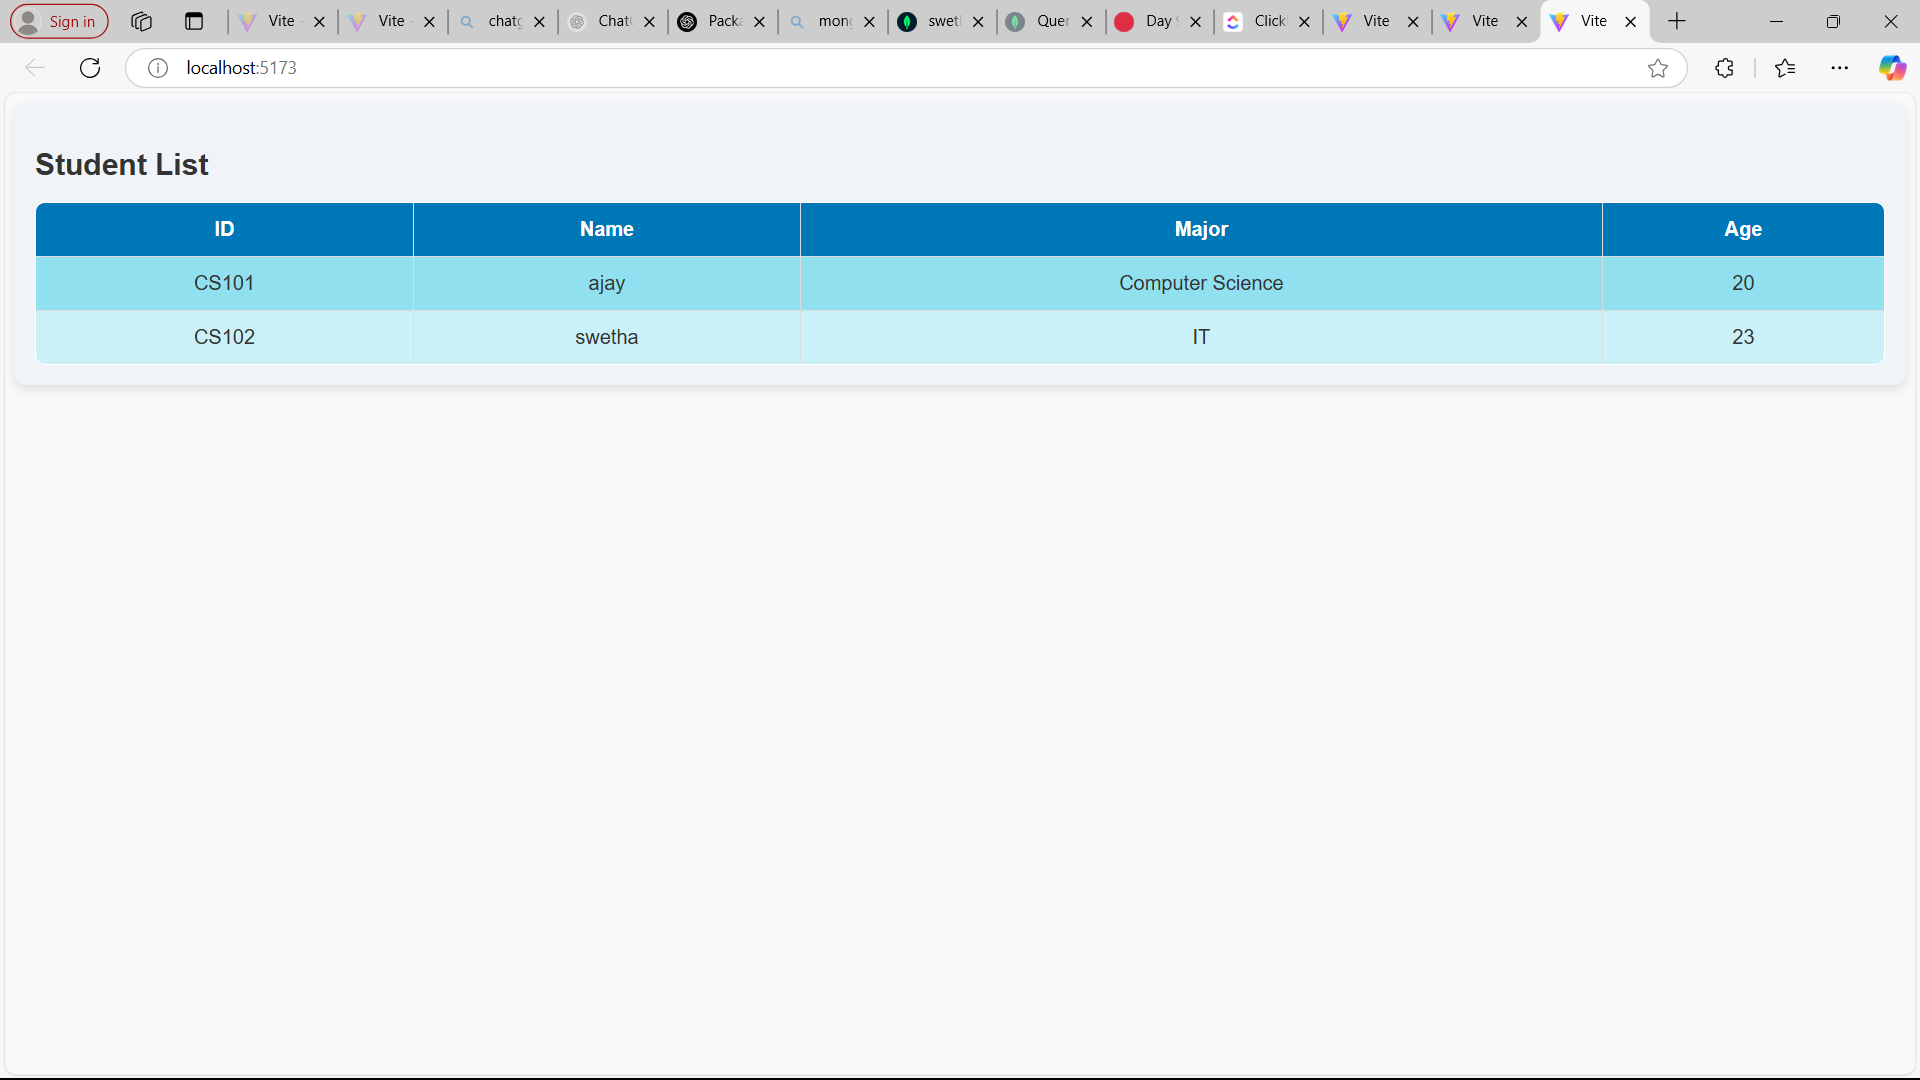 Sign in
Vite
Vite
chatg
Chat
Pack
mon
swet
Quer
Day
Click
Vite
Vite
Vite
localhost:5173
Student List
ID Name Major Age
CS101 ajay Computer Science 20
CS102 swetha IT 23